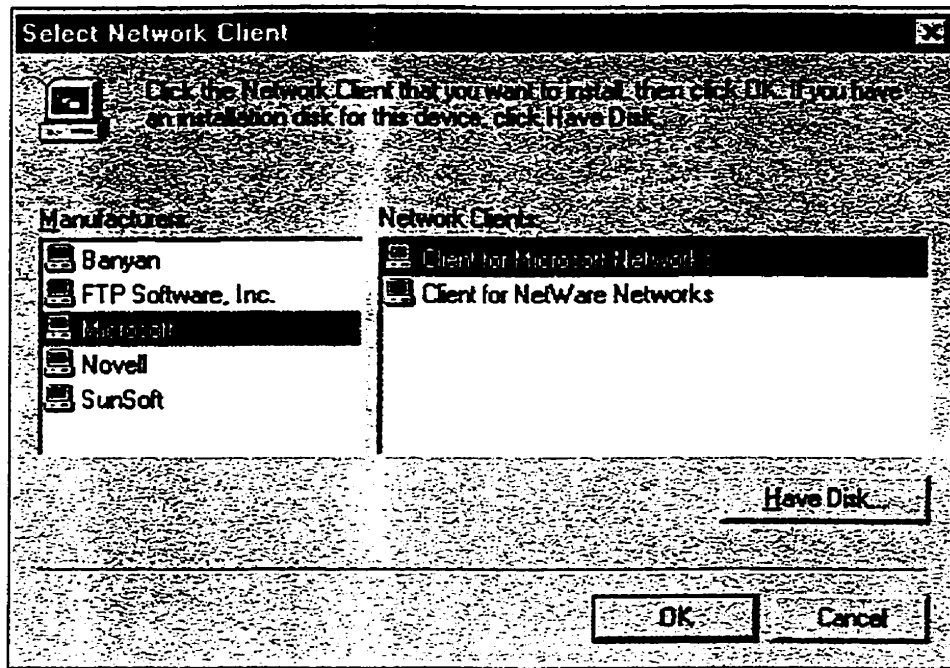 Select Network Client
Click the Network Client that you want to install, then click OK. If you have
an installation disk for this device, click Have Disk.
Manufacturers:
Banyan
FTP Software, Inc.
Microsoft
Novell
SunSoft
Network Clients:
Client for Microsoft Networks
Client for NetWare Networks
Have Disk...
OK
Cancel